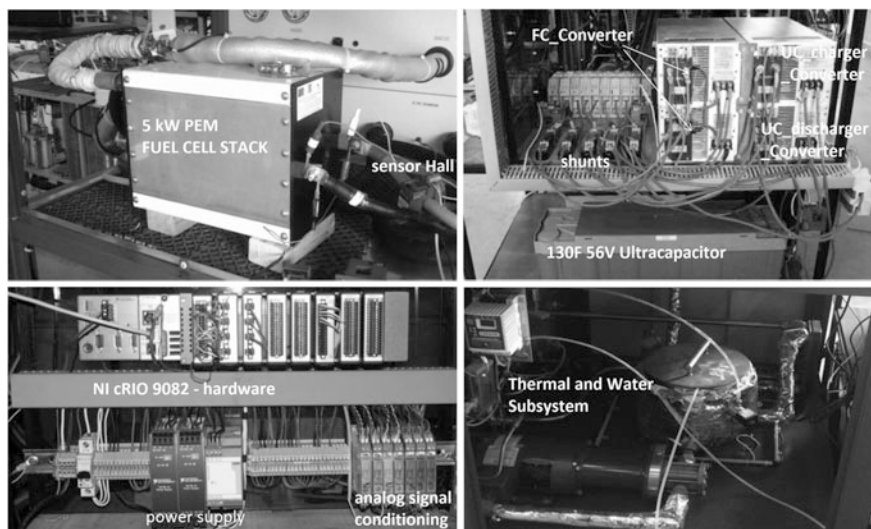 5 kW PEM
FUEL CELL STACK
sensor Hall
FC_Converter
UC_charger
_Converter
UC_discharger
_Converter
shunts
130F 56V Ultracapacitor
NI cRIO 9082 - hardware
power supply
analog signal
conditioning
Thermal and Water
Subsystem